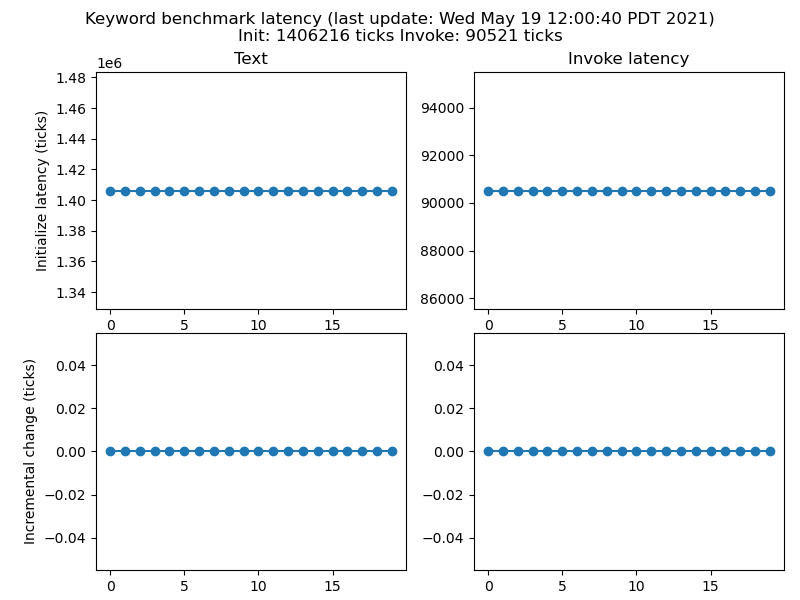 Keyword benchmark latency (last update: Wed May 19 12:00:40 PDT 2021)
Init: 1406216 ticks Invoke: 90521 ticks
Text
1e6
Initialize latency (ticks)
1.48
1.46
1.44
1.42
1.40
1.38
1.36
1.34
0 5 10 15
Invoke latency
94000
92000
90000
88000
86000
0 5 10 15
Incremental change (ticks)
0.04
0.02
0.00
−0.02
−0.04
0 5 10 15
0.04
0.02
0.00
−0.02
−0.04
0 5 10 15